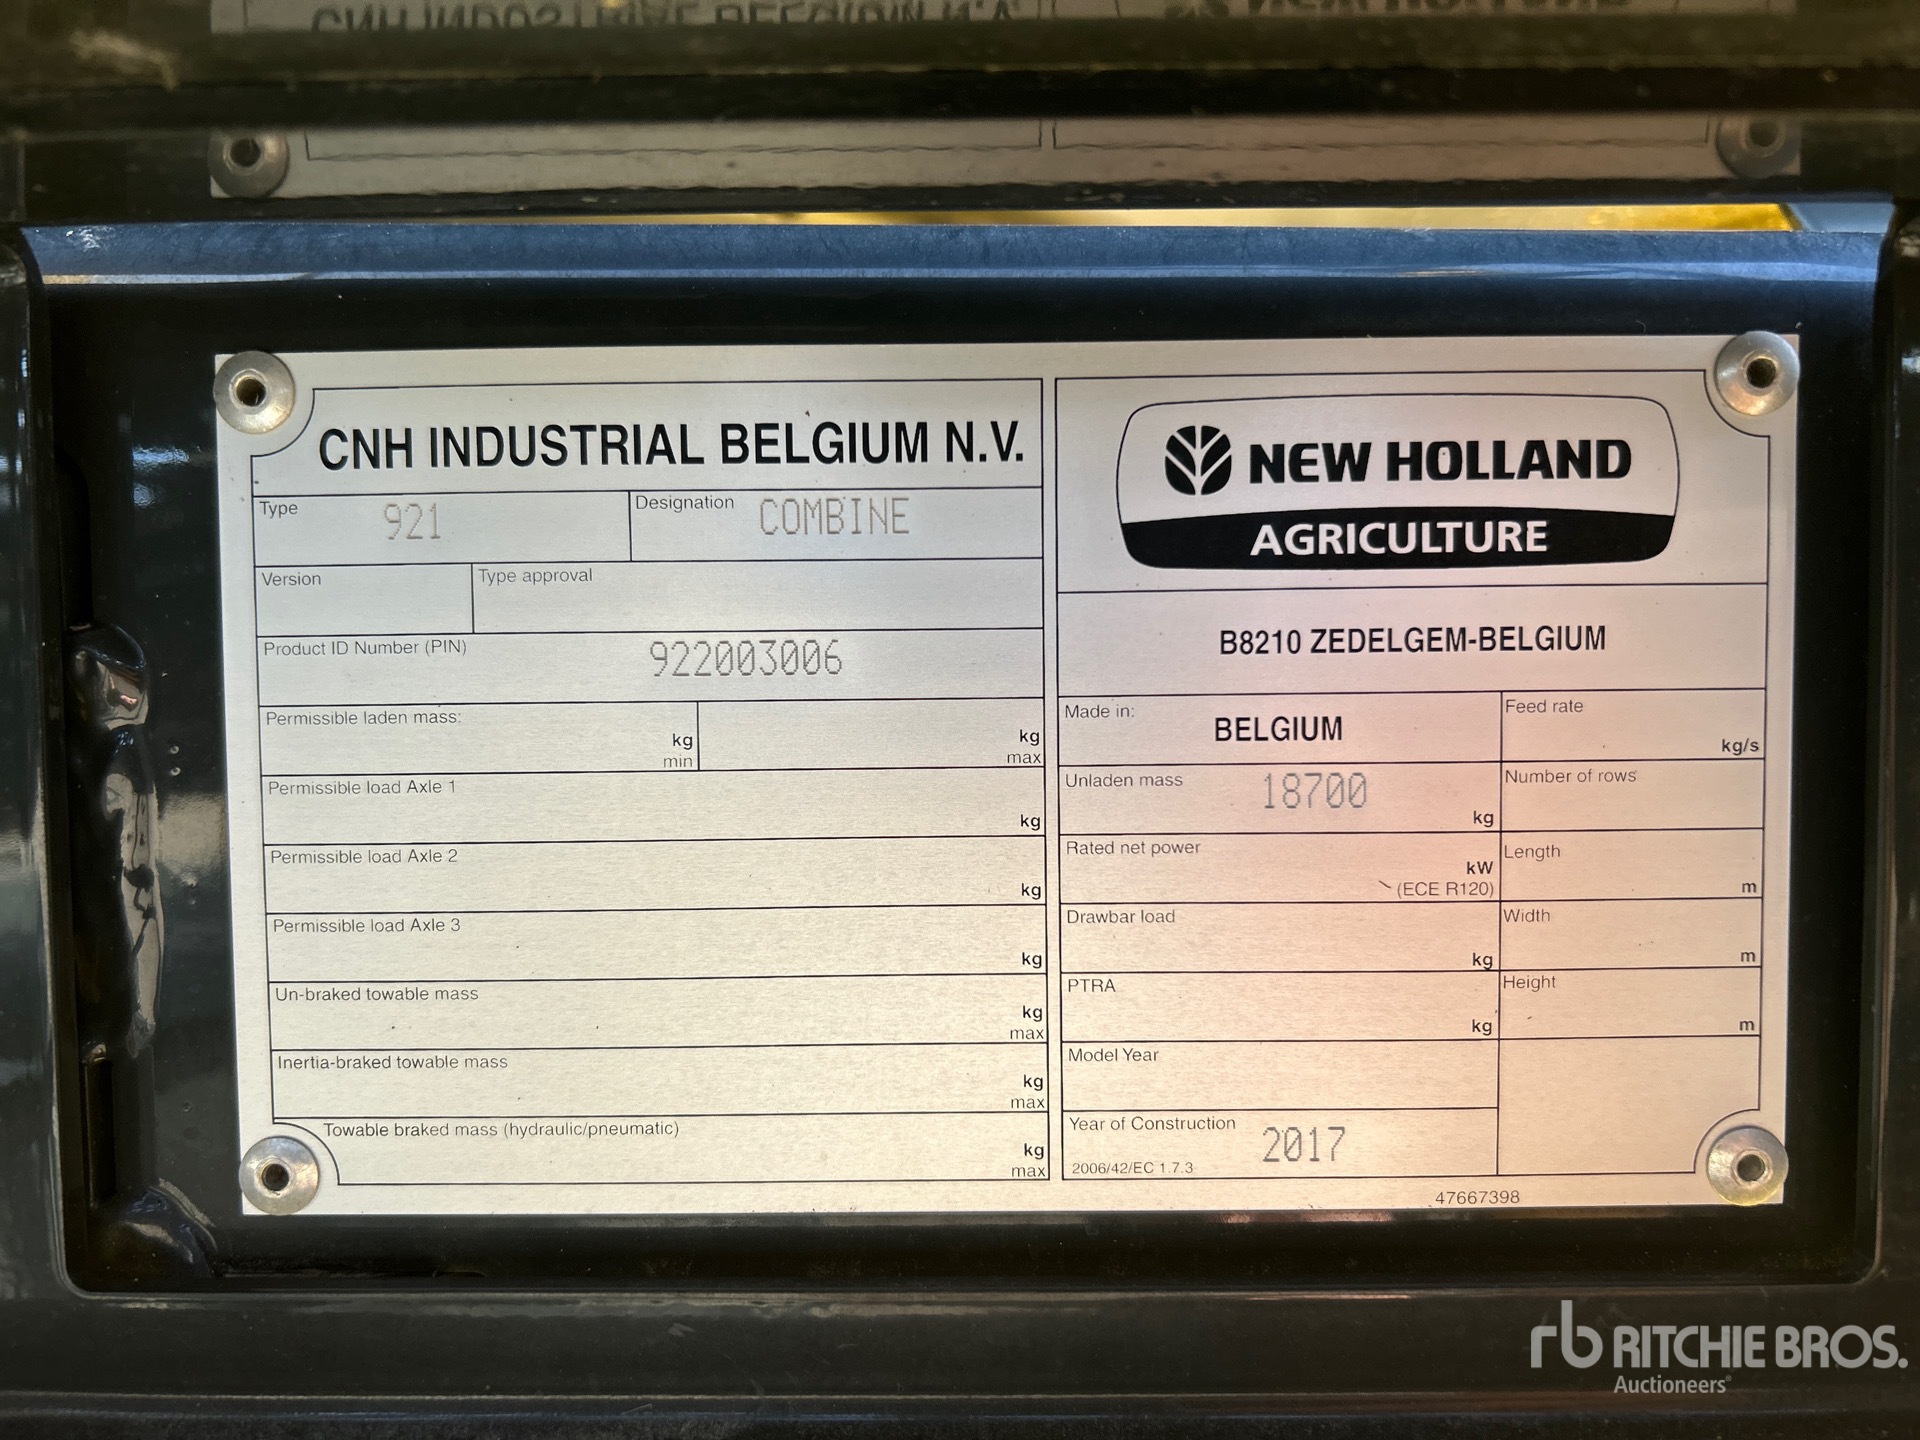 CNH INDUSTRIAL BELGIUM N.V.
Type 921
Designation COMBINE
Version
Type approval
Product ID Number (PIN) 922003006
Permissible laden mass:
kg
min
kg
max
Permissible load Axle 1
kg
Permissible load Axle 2
kg
Permissible load Axle 3
kg
Un-braked towable mass
kg
max
Inertia-braked towable mass
kg
max
Towable braked mass (hydraulic/pneumatic)
kg
max
NEW HOLLAND
AGRICULTURE
B8210 ZEDELGEM-BELGIUM
Made in: BELGIUM
Feed rate
kg/s
Unladen mass 18700
kg
Number of rows
Rated net power
kW
(ECE R120)
Length
m
Drawbar load
kg
Width
m
PTRA
kg
Height
m
Model Year
Year of Construction 2017
2006/42/EC 1.7.3
47667398
rb RITCHIE BROS.
Auctioneers®